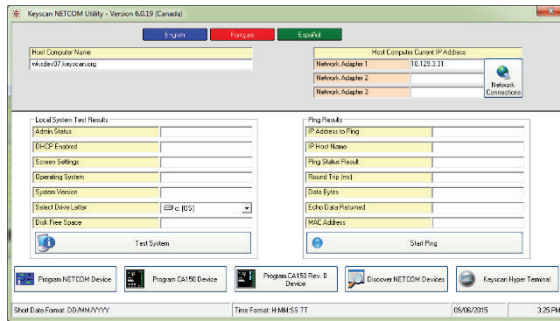 Keyscan NETCOM Utility - Version 6.0.19 (Canada)
English
Français
Español
Host Computer Name
wksdev07.keyscan.org
Host Computer Current IP Address
Network Adapter 1
10.129.3.31
Network Adapter 2
Network Adapter 3
Network Connections
Local System Test Results
Admin Status
DHCP Enabled
Screen Settings
Operating System
System Version
Select Drive Letter
c: [OS]
Disk Free Space
Test System
Ping Results
IP Address to Ping
IP Host Name
Ping Status Result
Round Trip (ms)
Data Bytes
Echo Data Returned
MAC Address
Start Ping
Program NETCOM Device
Program CA150 Device
Program CA150 Rev. B Device
Discover NETCOM Devices
Keyscan Hyper Terminal
Short Date Format: DD/MM/YYYY
Time Format: H:MM:SS TT
09/06/2015
3:25 PM